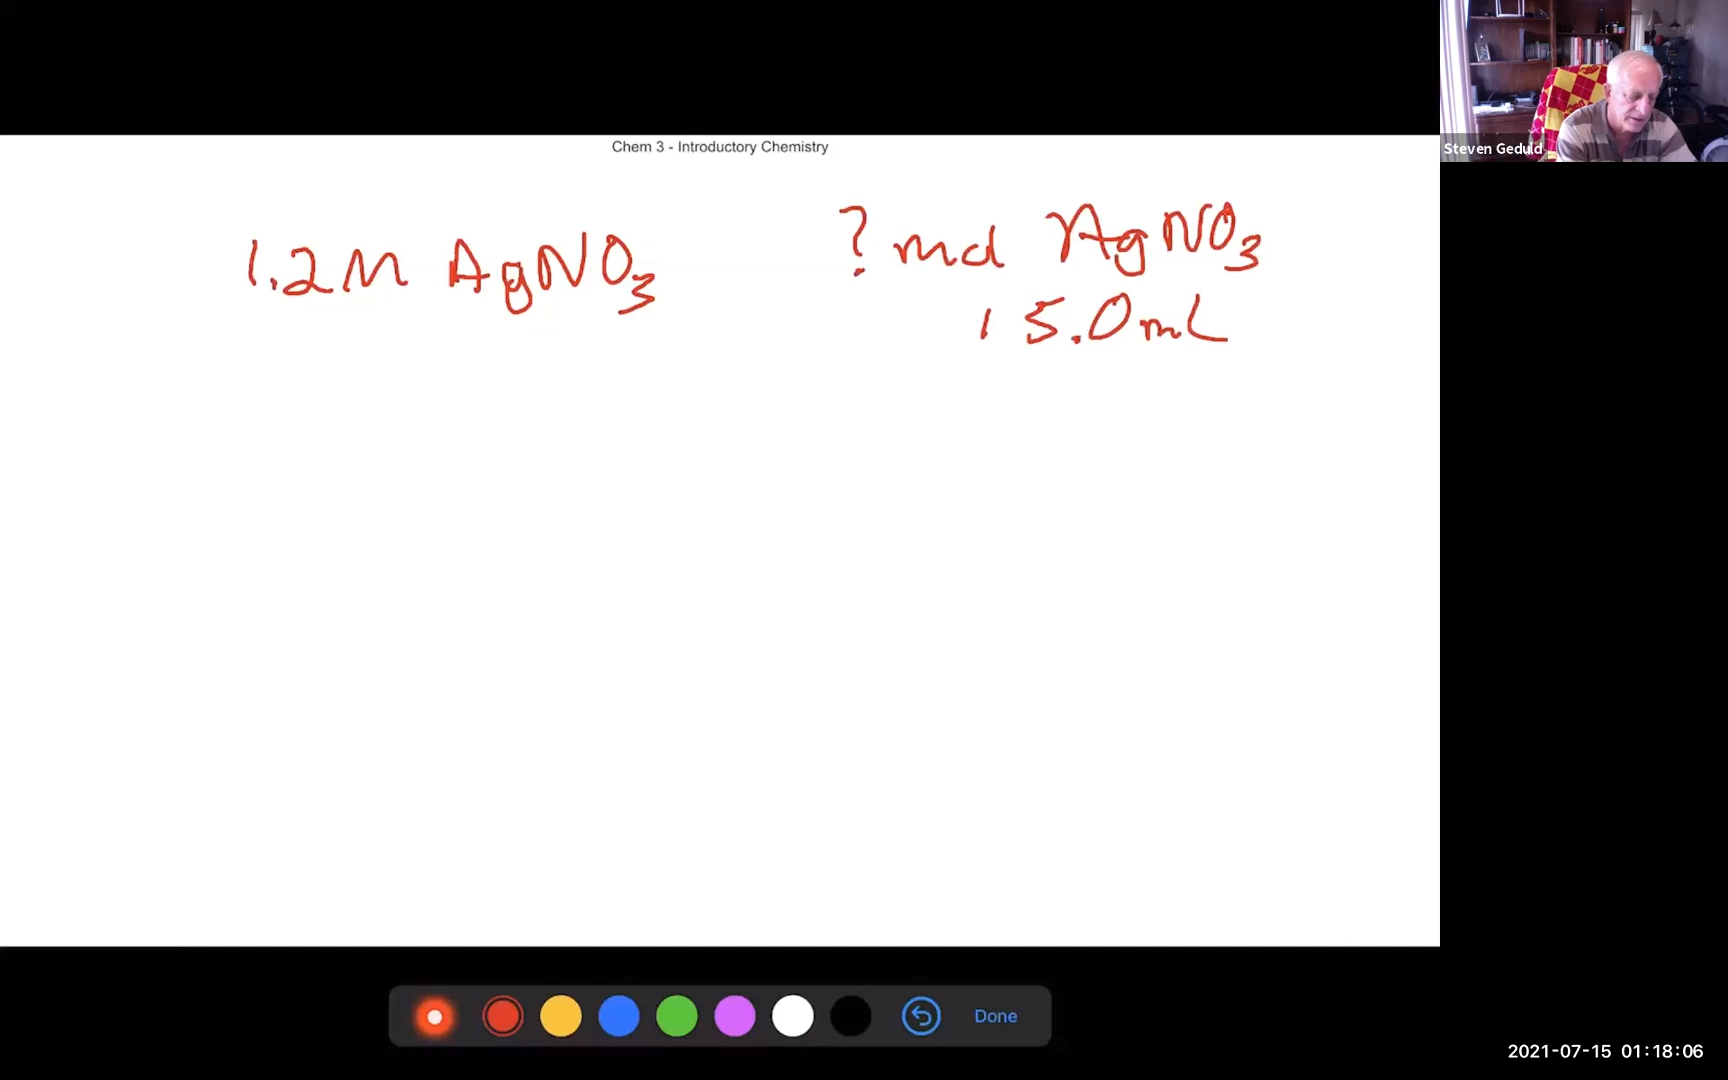 Chem 3 - Introductory Chemistry
Steven Geduld
1.2M AgNO3
? mol AgNO3
15.0mL
Done
2021-07-15 01:18:06